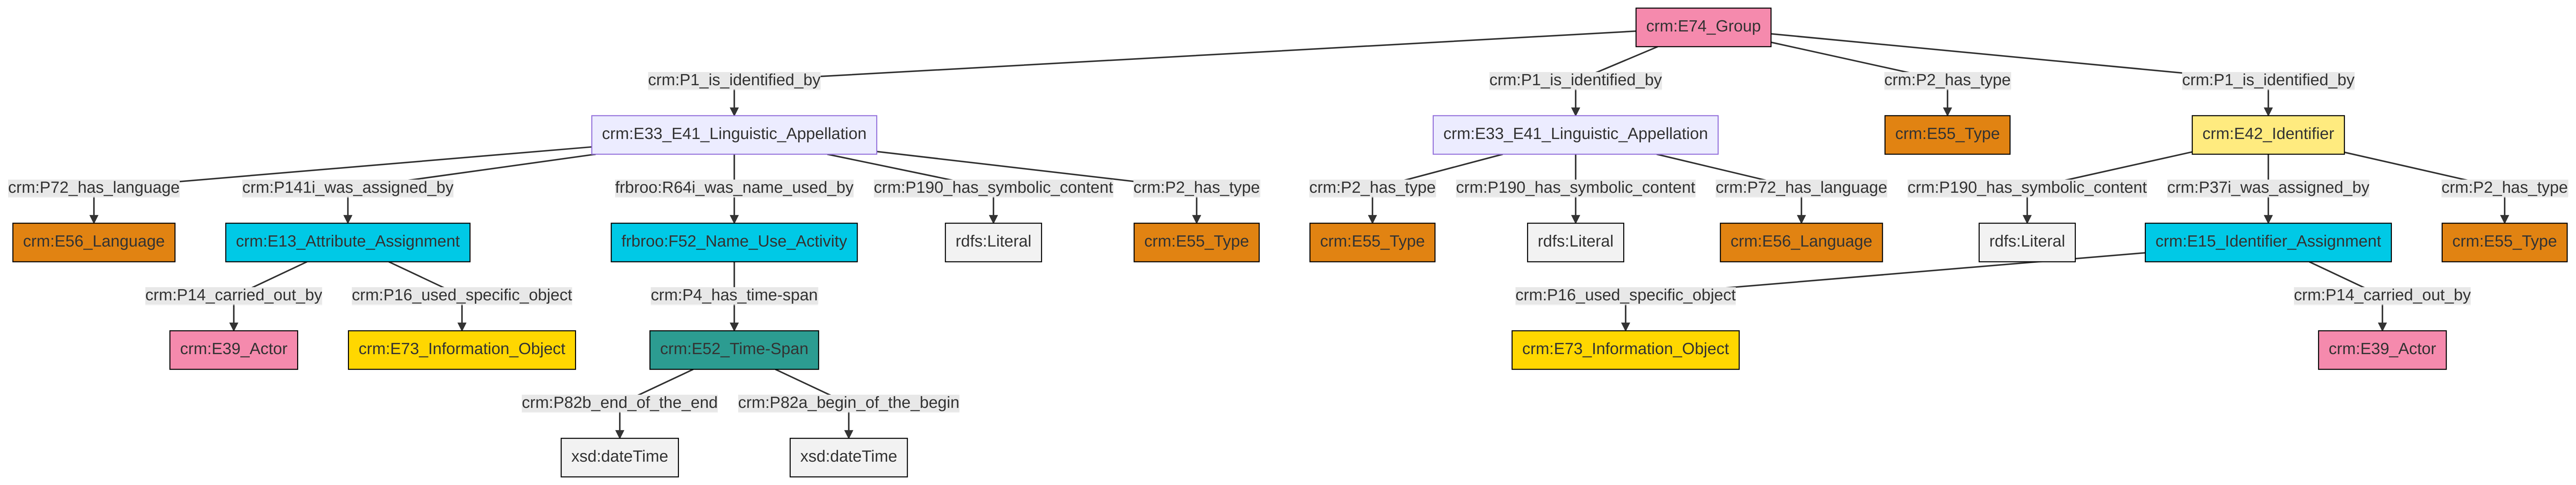 crm:E74_Group
crm:P1_is_identified_by
crm:P1_is_identified_by
crm:P2_has_type
crm:P1_is_identified_by
crm:E33_E41_Linguistic_Appellation
crm:E33_E41_Linguistic_Appellation
crm:E55_Type
crm:E42_Identifier
crm:P72_has_language
crm:P141i_was_assigned_by
frbroo:R64i_was_name_used_by
crm:P190_has_symbolic_content
crm:P2_has_type
crm:P2_has_type
crm:P190_has_symbolic_content
crm:P72_has_language
crm:P190_has_symbolic_content
crm:P37i_was_assigned_by
crm:P2_has_type
crm:E56_Language
crm:E13_Attribute_Assignment
frbroo:F52_Name_Use_Activity
rdfs:Literal
crm:E55_Type
crm:E55_Type
rdfs:Literal
crm:E56_Language
rdfs:Literal
crm:E15_Identifier_Assignment
crm:E55_Type
crm:P14_carried_out_by
crm:P16_used_specific_object
crm:P4_has_time-span
crm:P16_used_specific_object
crm:P14_carried_out_by
crm:E39_Actor
crm:E73_Information_Object
crm:E52_Time-Span
crm:E73_Information_Object
crm:E39_Actor
crm:P82b_end_of_the_end
crm:P82a_begin_of_the_begin
xsd:dateTime
xsd:dateTime